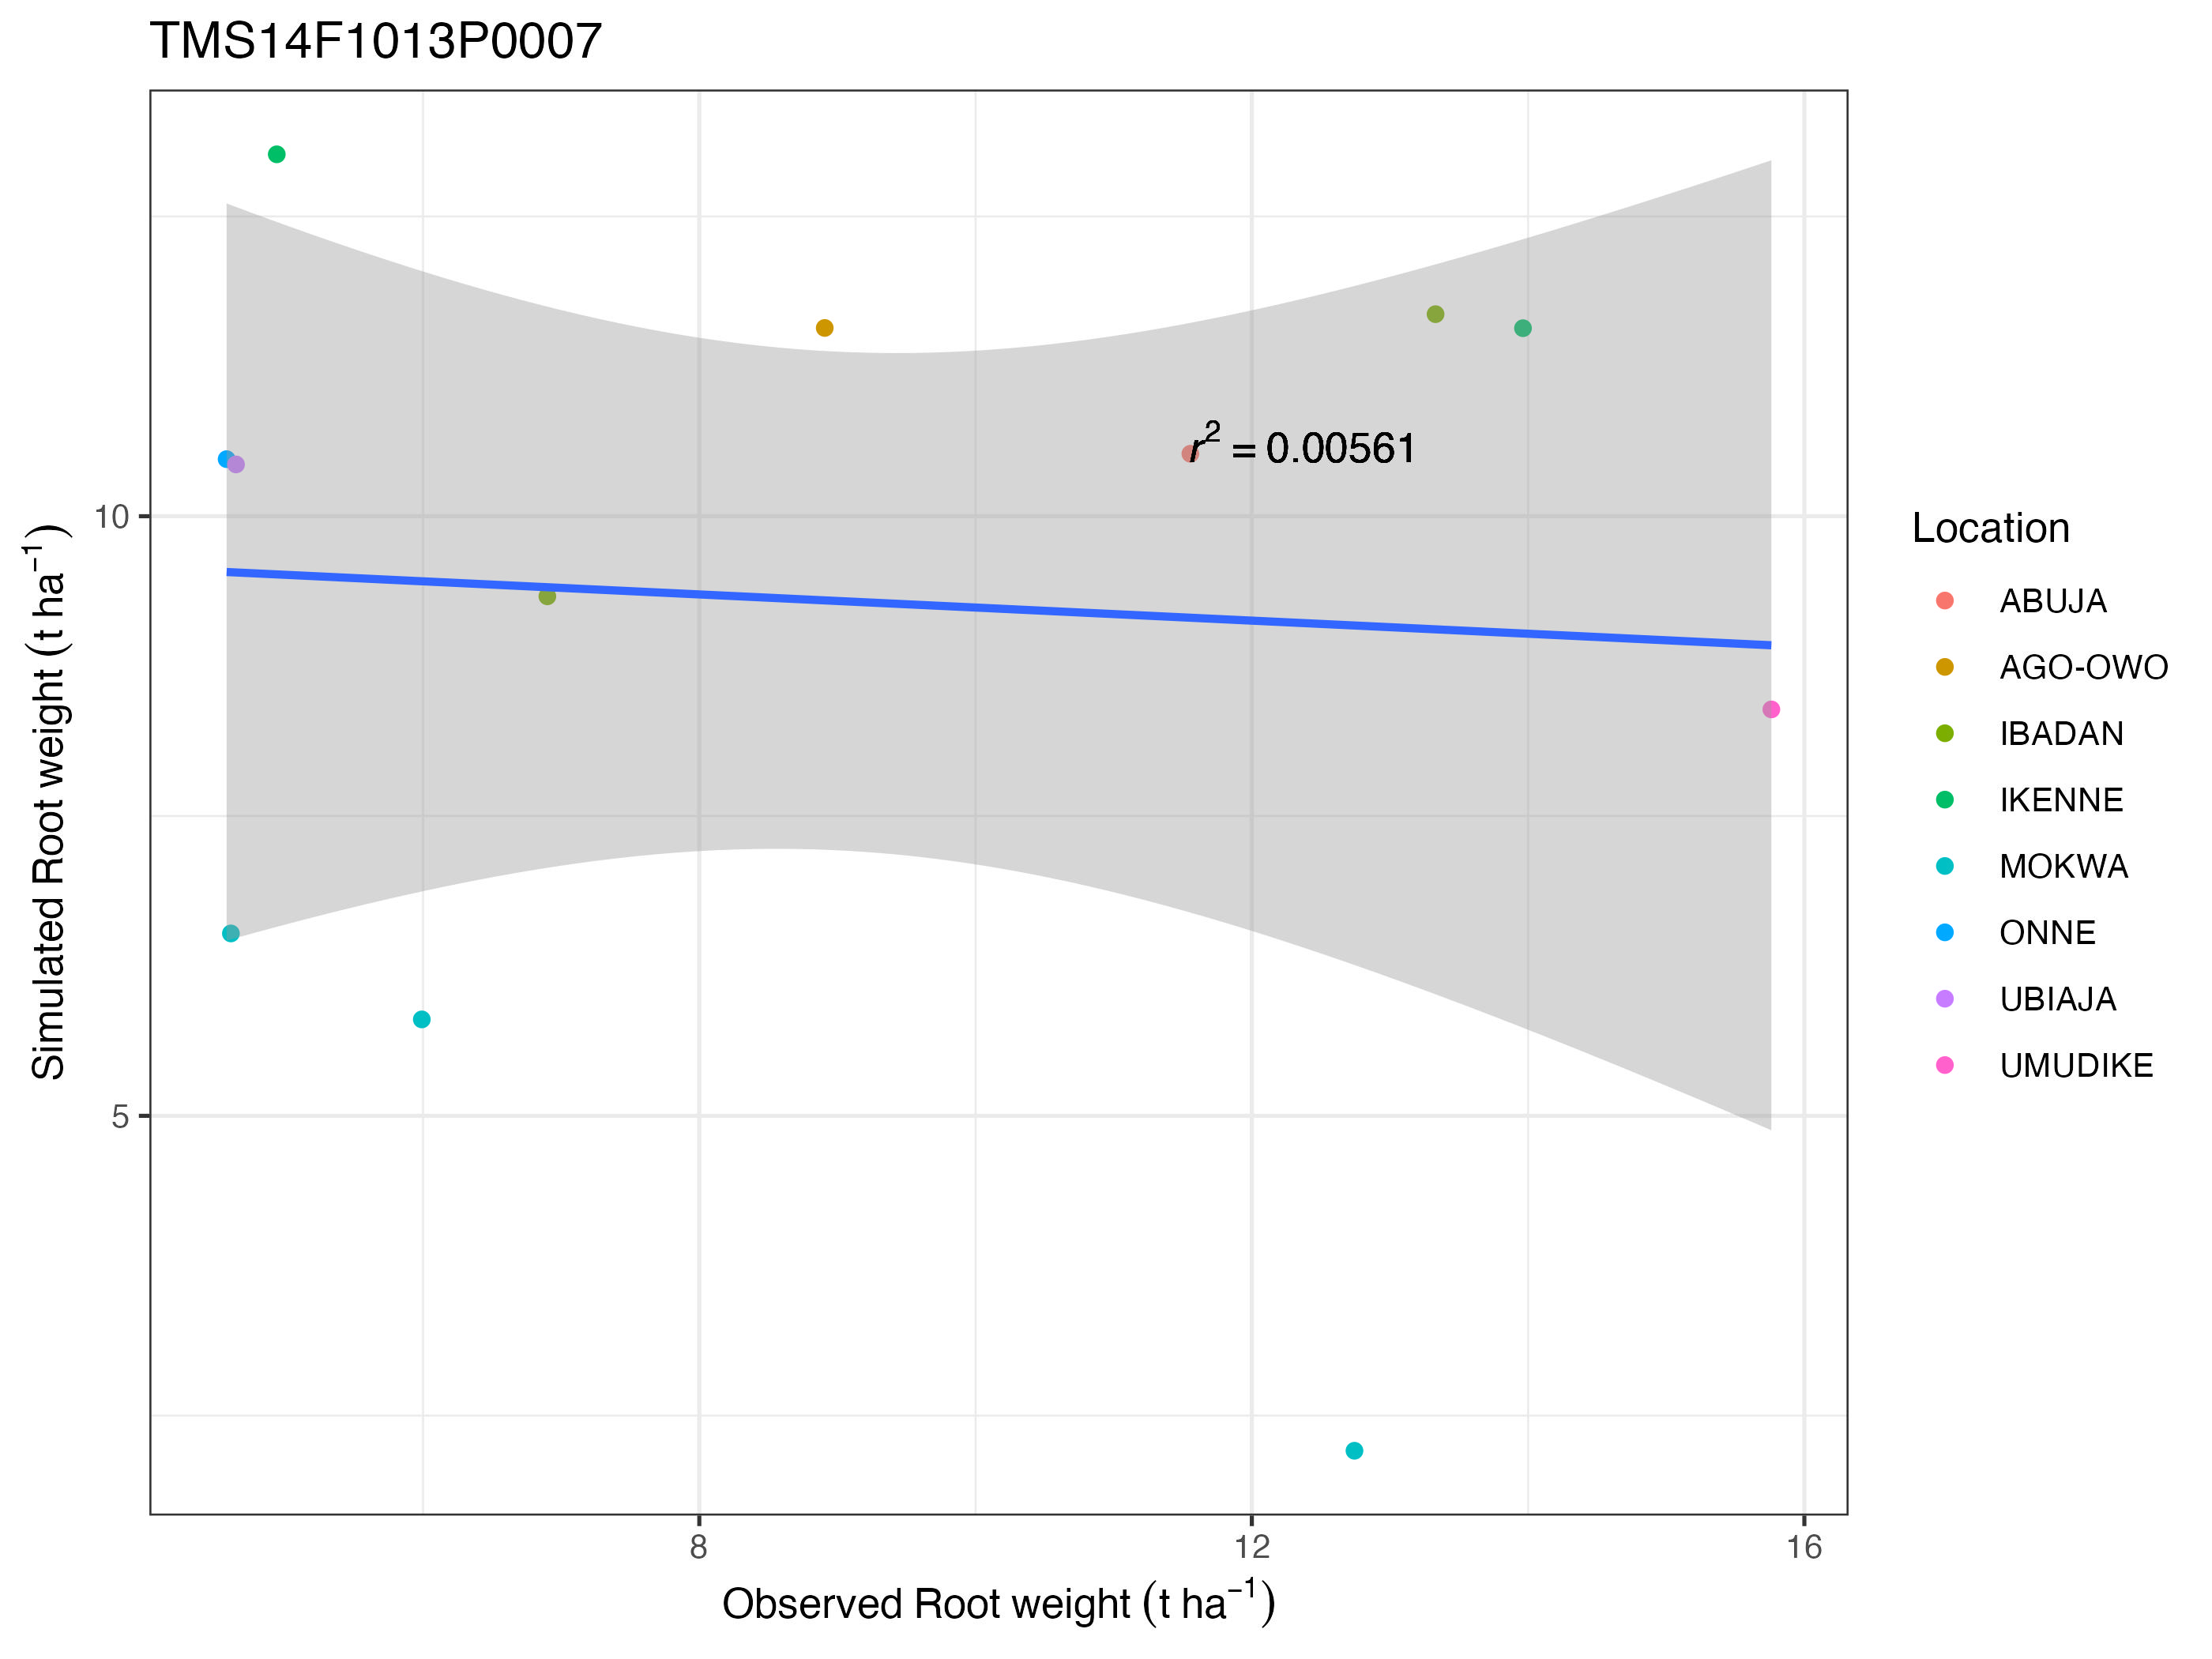 TMS14F1013P0007
r² = 0.00561
10
5
8 12 16
Simulated Root weight (t ha⁻¹)
Observed Root weight (t ha⁻¹)
Location
ABUJA
AGO-OWO
IBADAN
IKENNE
MOKWA
ONNE
UBIAJA
UMUDIKE